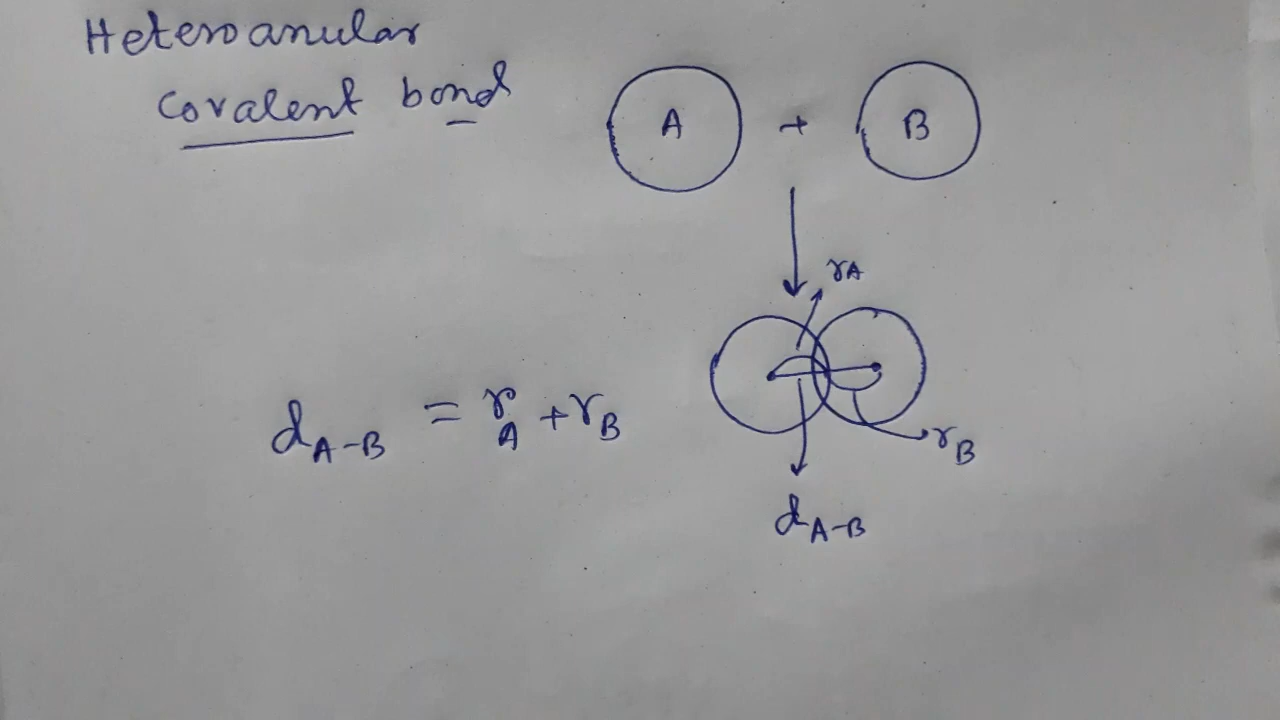 Heteroanular
covalent bond
A + B
rA
dA-B = rA + rB
rB
dA-B